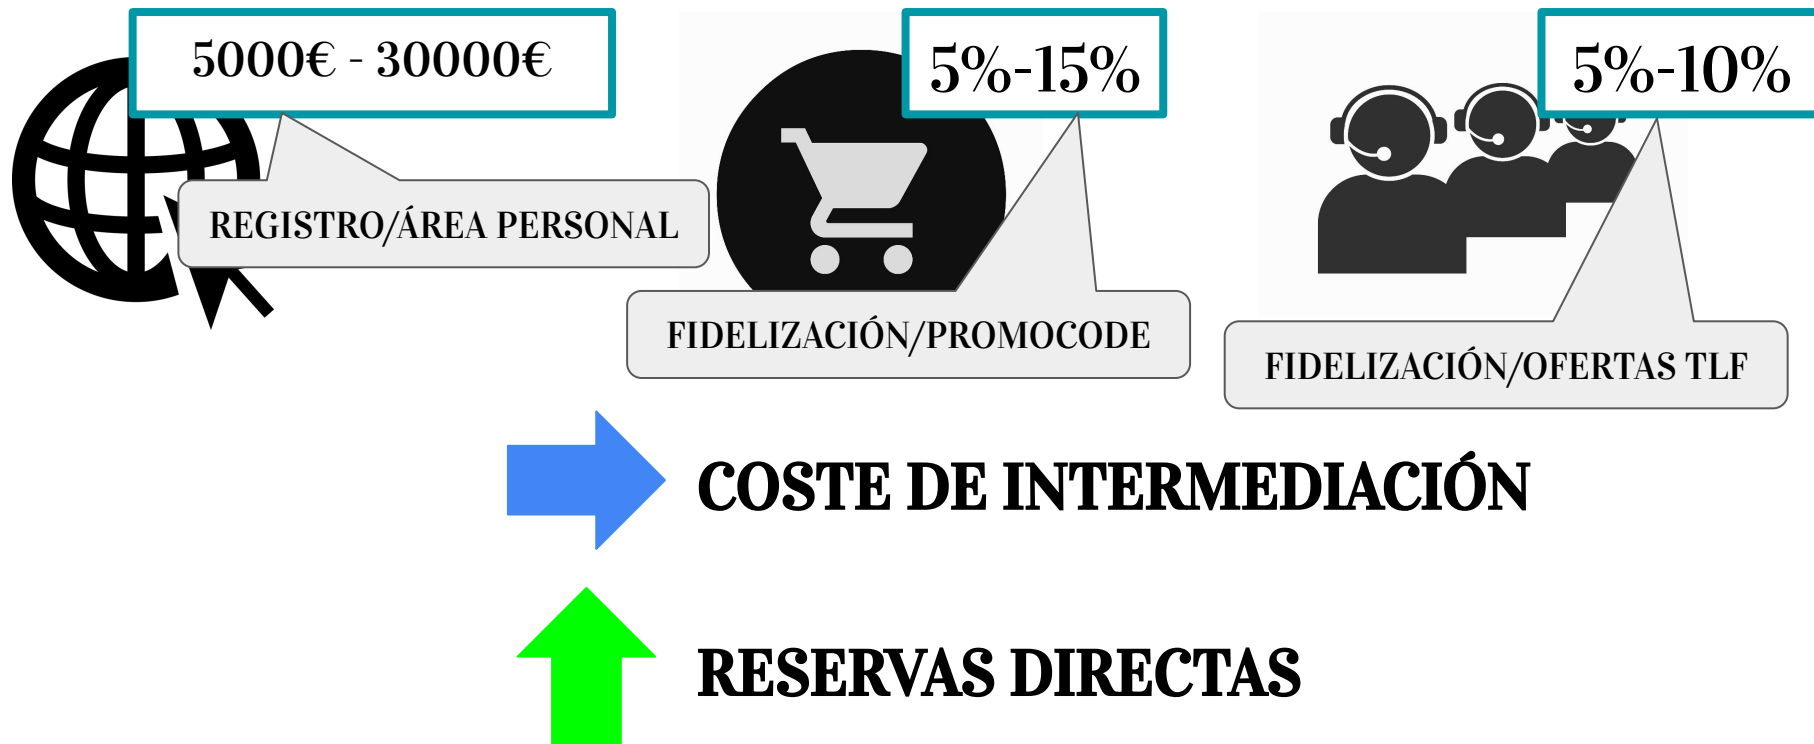 5000€ - 30000€
5%-15%
5%-10%
REGISTRO/ÁREA PERSONAL
FIDELIZACIÓN/PROMOCODE
FIDELIZACIÓN/OFERTAS TLF
COSTE DE INTERMEDIACIÓN
RESERVAS DIRECTAS